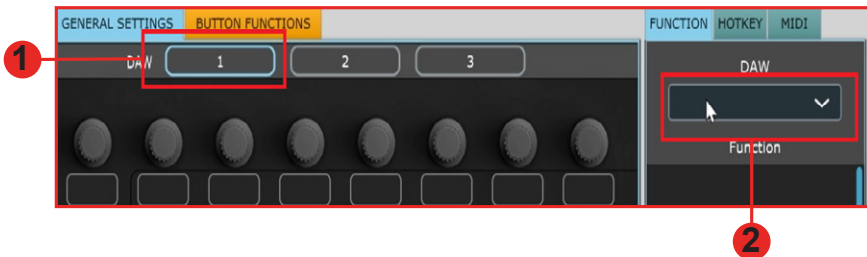 GENERAL SETTINGS BUTTON FUNCTIONS FUNCTION HOTKEY MIDI
1 DAW 1 2 3 DAW
Function
2